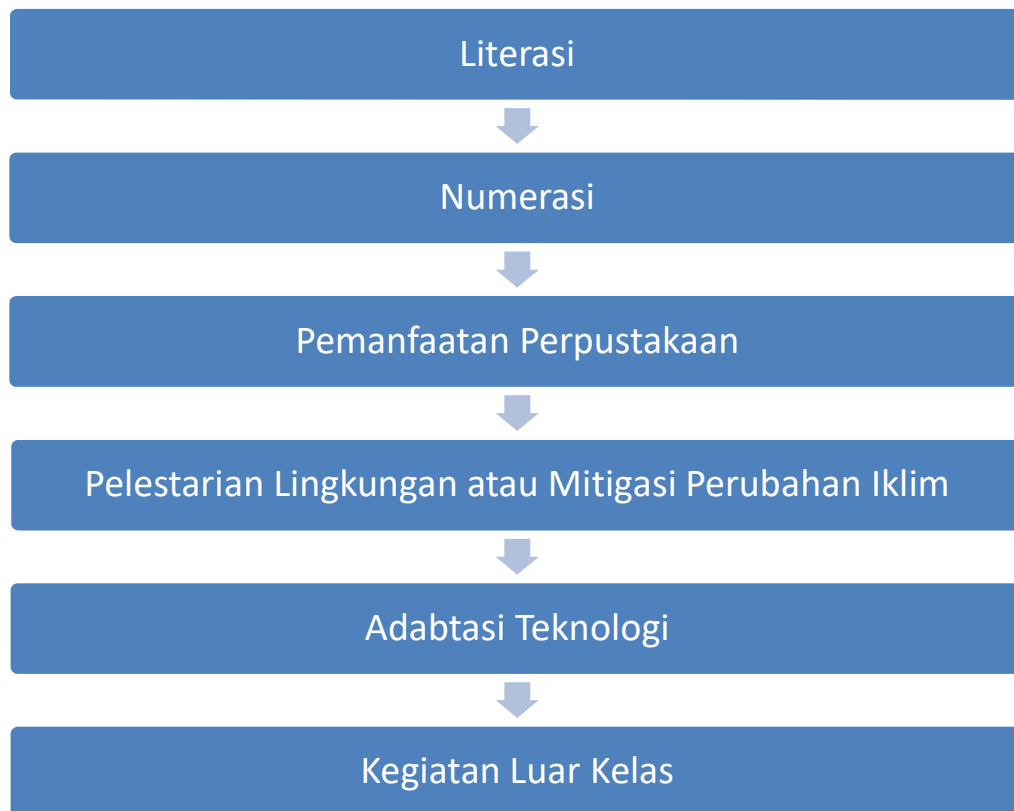 Literasi
Numerasi
Pemanfaatan Perpustakaan
Pelestarian Lingkungan atau Mitigasi Perubahan Iklim
Adabtasi Teknologi
Kegiatan Luar Kelas